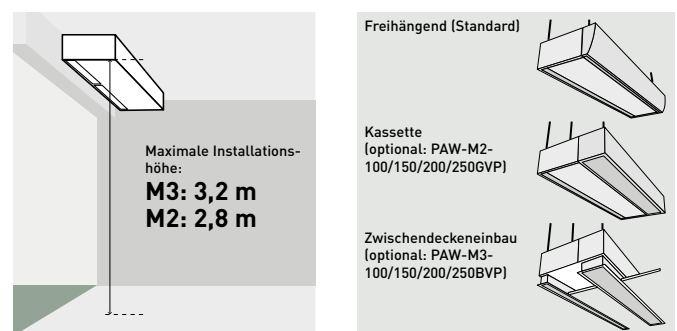 Maximale Installations-
höhe:
M3: 3,2 m
M2: 2,8 m
Freihängend (Standard)
Kassette
(optional: PAW-M2-
100/150/200/250GVP)
Zwischendeckeneinbau
(optional: PAW-M3-
100/150/200/250BVP)